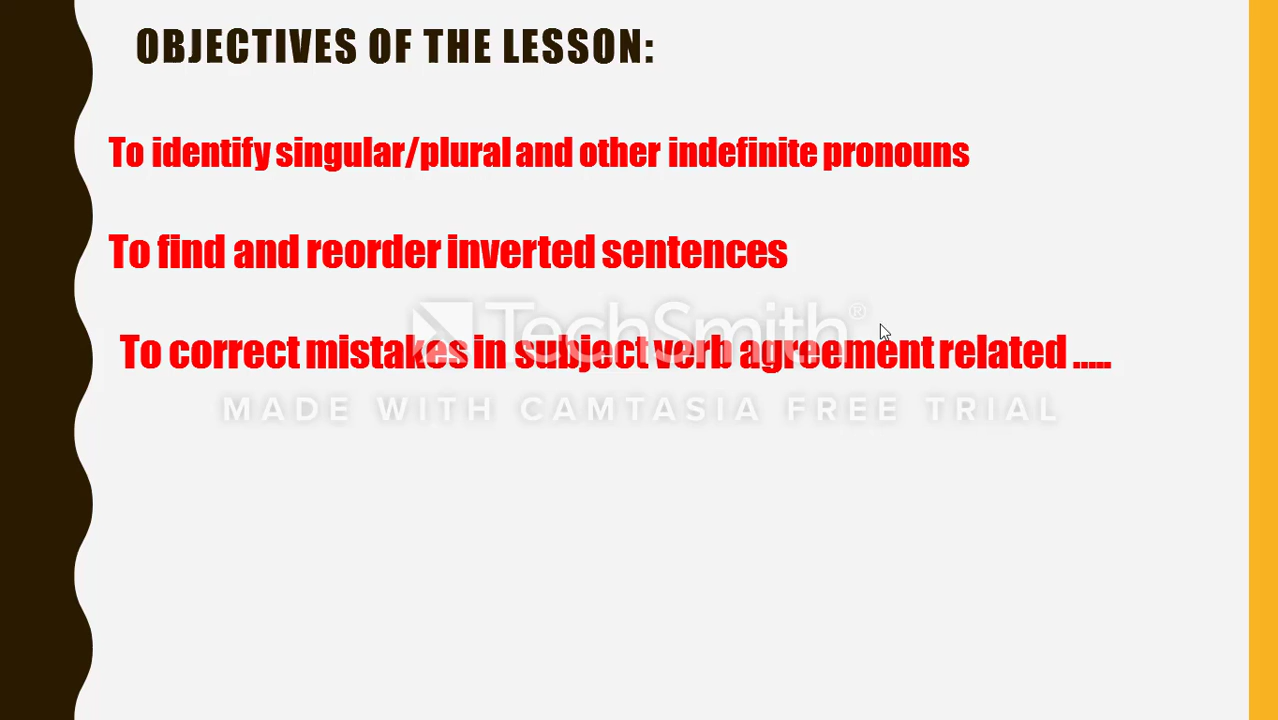 OBJECTIVES OF THE LESSON:
To identify singular/plural and other indefinite pronouns
To find and reorder inverted sentences
TechSmith®
To correct mistakes in subject verb agreement related .....
MADE WITH CAMTASIA FREE TRIAL